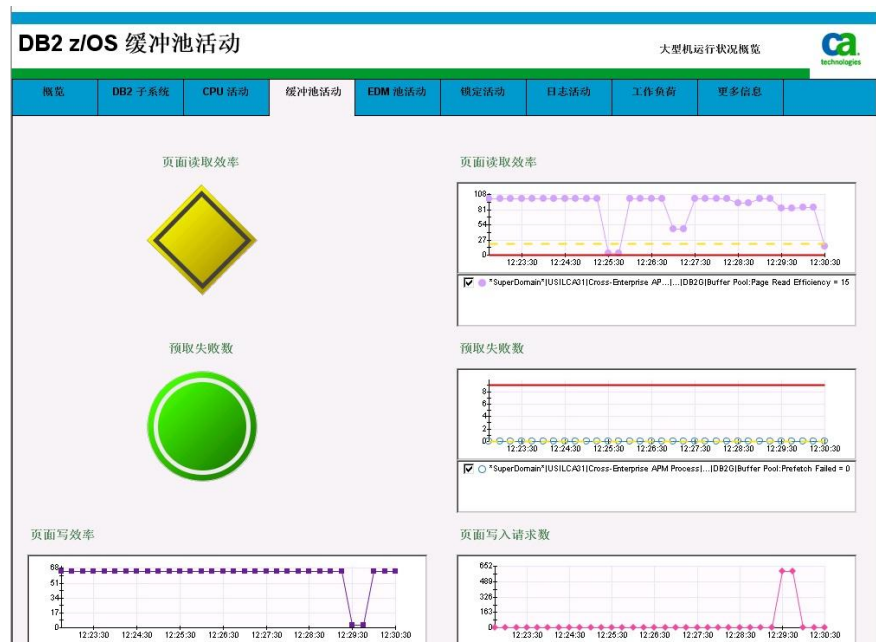 DB2 z/OS 缓冲池活动
大型机运行状况概览
ca
technologies
概览 DB2 子系统 CPU 活动 缓冲池活动 EDM 池活动 锁定活动 日志活动 工作负荷 更多信息
页面读取效率
页面读取效率
108
81
54
27
0
12:23:30 12:24:30 12:25:30 12:26:30 12:27:30 12:28:30 12:29:30 12:30:30
*SuperDomain*|USILCA31|Cross-Enterprise AP...|...|DB2G|Buffer Pool:Page Read Efficiency = 15
预取失败数
预取失败数
8
6
4
2
0
12:23:30 12:24:30 12:25:30 12:26:30 12:27:30 12:28:30 12:29:30 12:30:30
*SuperDomain*|USILCA31|Cross-Enterprise APM Process|...|DB2G|Buffer Pool:Prefetch Failed = 0
页面写效率
68
51
34
17
0
12:23:30 12:24:30 12:25:30 12:26:30 12:27:30 12:28:30 12:29:30 12:30:30
页面写入请求数
652
489
326
163
0
12:23:30 12:24:30 12:25:30 12:26:30 12:27:30 12:28:30 12:29:30 12:30:30